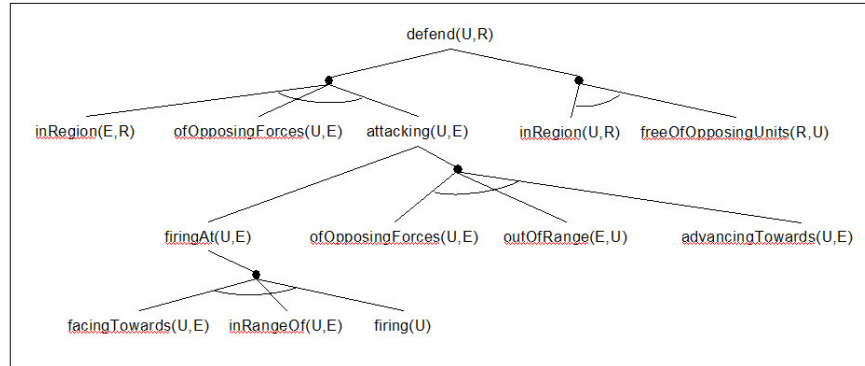 defend(U,R)
inRegion(E,R) ofOpposingForces(U,E) attacking(U,E) inRegion(U,R) freeOfOpposingUnits(R,U)
firingAt(U,E) ofOpposingForces(U,E) outOfRange(E,U) advancingTowards(U,E)
facingTowards(U,E) inRangeOf(U,E) firing(U)